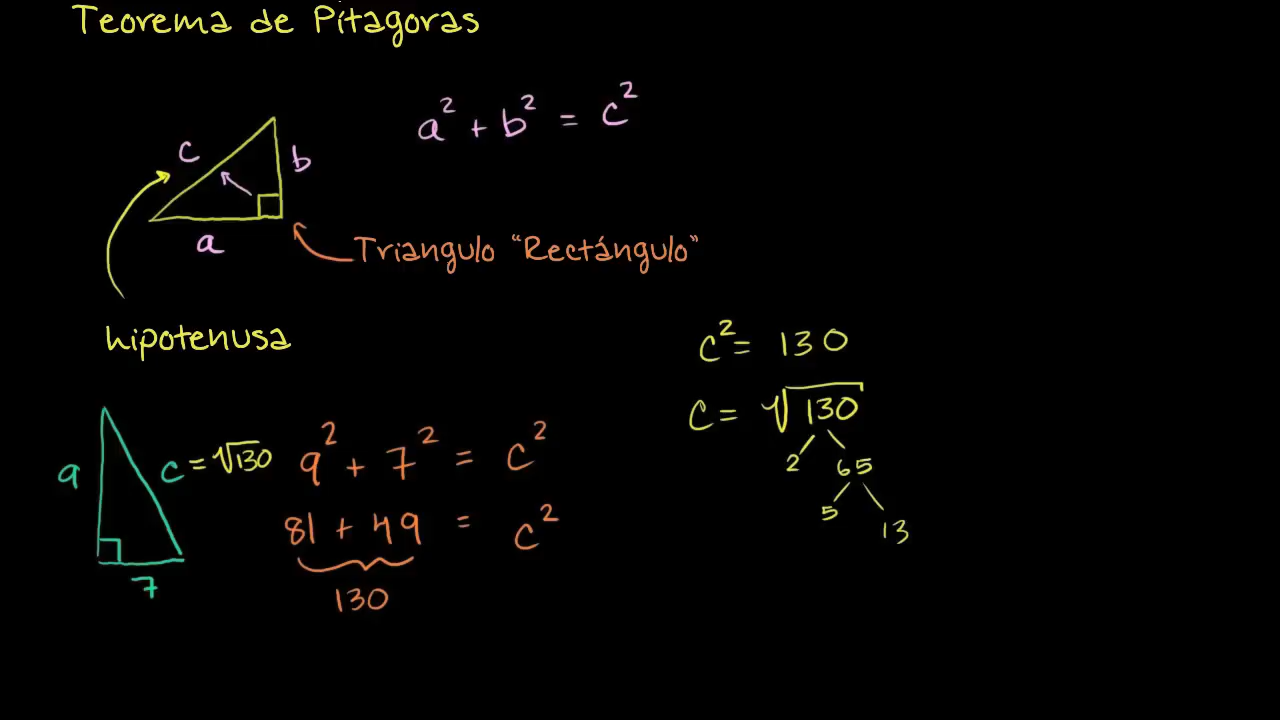 Teorema de Pitagoras
a² + b² = c²
c
b
a
Triangulo “Rectángulo”
hipotenusa
c² = 130
c = √130
2 65
5 13
9
c = √130
7
9² + 7² = c²
81 + 49 = c²
130